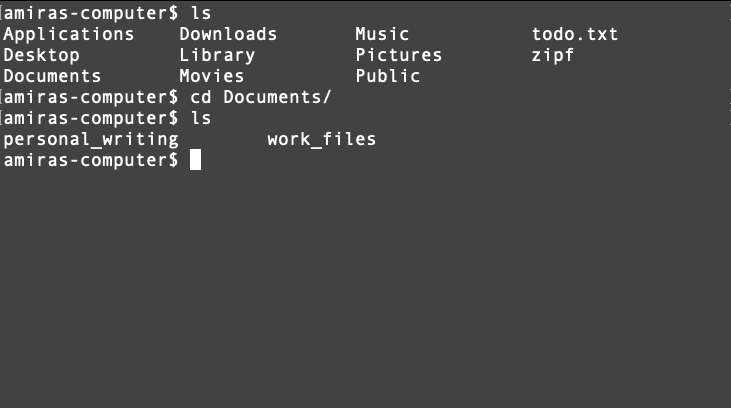 amiras-computer$ ls
Applications Downloads Music todo.txt
Desktop Library Pictures zipf
Documents Movies Public
amiras-computer$ cd Documents/
amiras-computer$ ls
personal_writing work_files
amiras-computer$